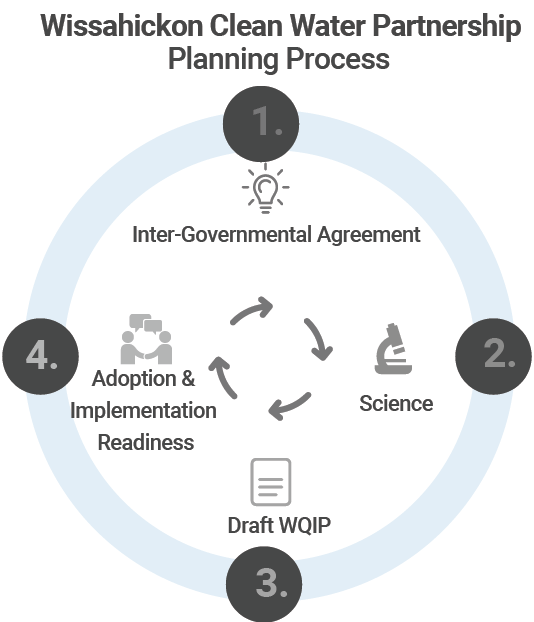 Wissahickon Clean Water Partnership
Planning Process
1.
Inter-Governmental Agreement
2.
Science
3.
Draft WQIP
4.
Adoption &
Implementation
Readiness